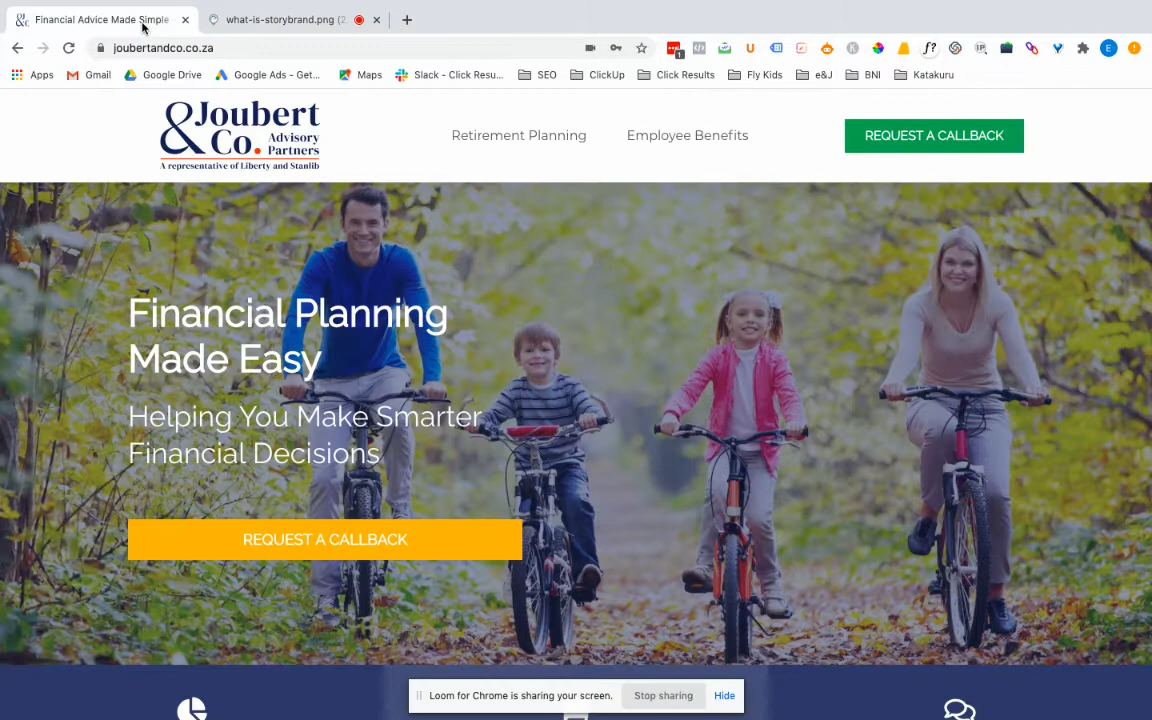 Financial Advice Made Simple
what-is-storybrand.png (2
joubertandco.co.za
Apps
Gmail
Google Drive
Google Ads - Get...
Maps
Slack - Click Resu...
SEO
ClickUp
Click Results
Fly Kids
e&J
BNI
Katakuru
&Joubert
Co. Advisory
Partners
A representative of Liberty and Stanlib
Retirement Planning
Employee Benefits
REQUEST A CALLBACK
Financial Planning
Made Easy
Helping You Make Smarter
Financial Decisions
REQUEST A CALLBACK
Loom for Chrome is sharing your screen.
Stop sharing
Hide